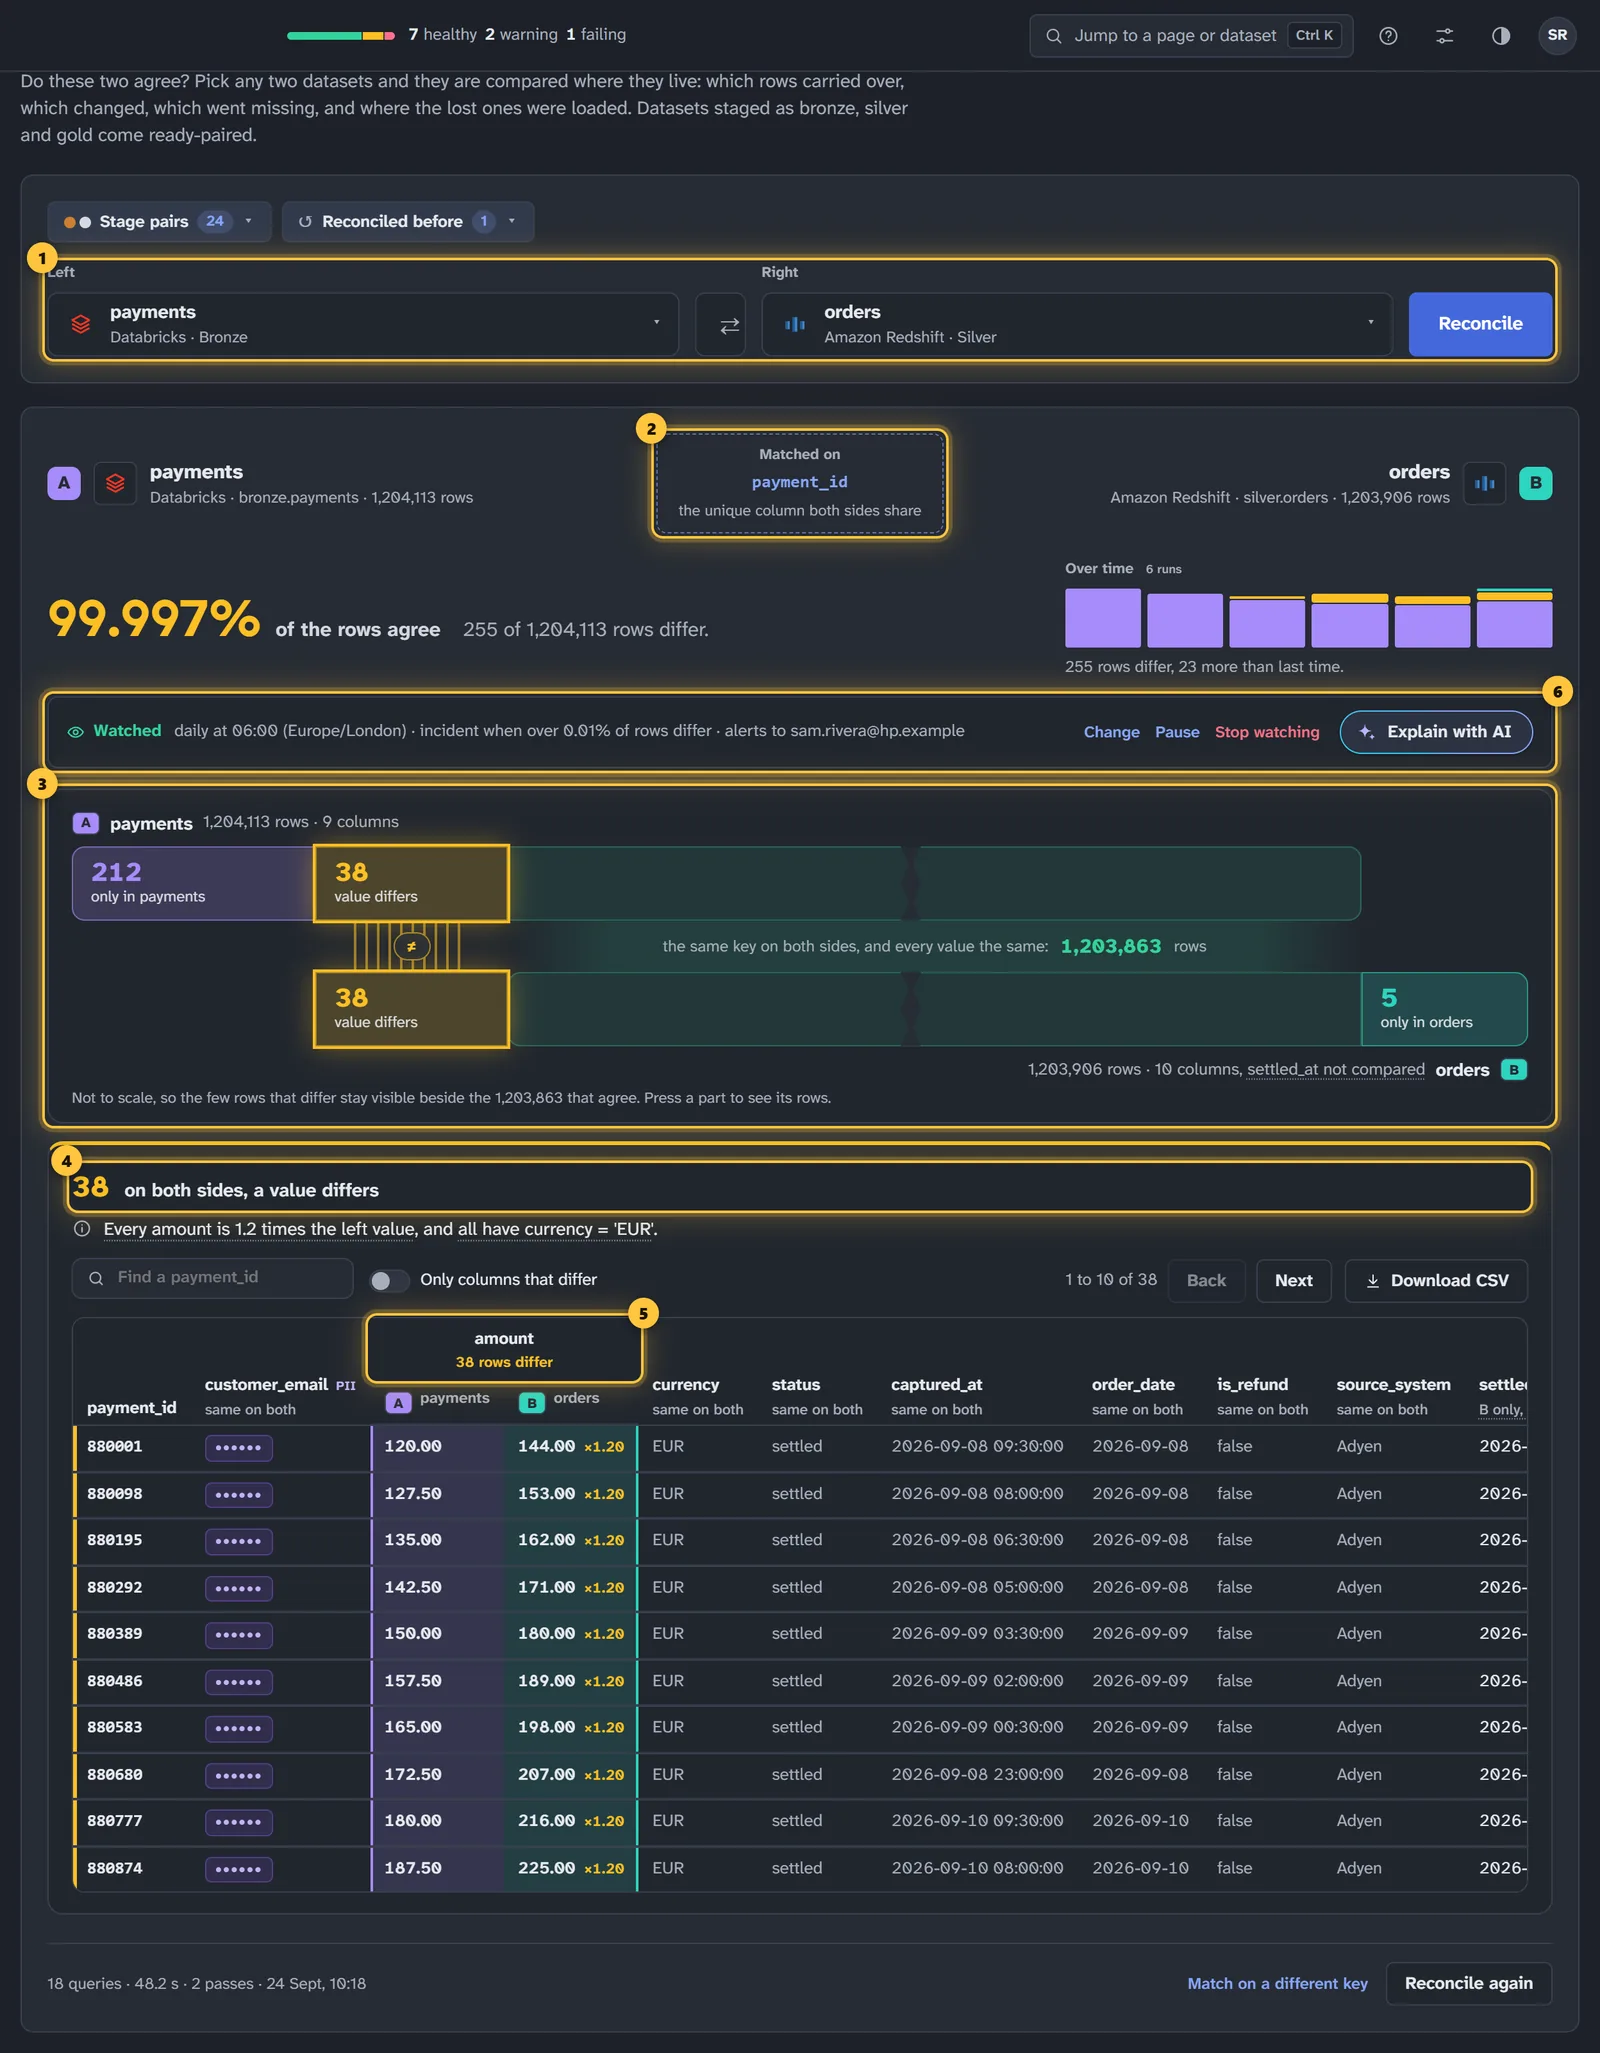 7 healthy 2 warning 1 failing
Jump to a page or dataset Ctrl K
SR
Do these two agree? Pick any two datasets and they are compared where they live: which rows carried over,
which changed, which went missing, and where the lost ones were loaded. Datasets staged as bronze, silver
and gold come ready-paired.
Stage pairs 24
Reconciled before 1
1
Left
Right
payments
Databricks · Bronze
orders
Amazon Redshift · Silver
Reconcile
2
Matched on
payment_id
the unique column both sides share
A
payments
Databricks · bronze.payments · 1,204,113 rows
orders
Amazon Redshift · silver.orders · 1,203,906 rows
B
99.997% of the rows agree 255 of 1,204,113 rows differ.
Over time 6 runs
255 rows differ, 23 more than last time.
6
Watched daily at 06:00 (Europe/London) · incident when over 0.01% of rows differ · alerts to sam.rivera@hp.example
Change Pause Stop watching Explain with AI
3
A payments 1,204,113 rows · 9 columns
212
only in payments
38
value differs
≠
the same key on both sides, and every value the same: 1,203,863 rows
38
value differs
5
only in orders
1,203,906 rows · 10 columns, settled_at not compared orders B
Not to scale, so the few rows that differ stay visible beside the 1,203,863 that agree. Press a part to see its rows.
4
38 on both sides, a value differs
Every amount is 1.2 times the left value, and all have currency = 'EUR'.
Find a payment_id
Only columns that differ
1 to 10 of 38 Back Next Download CSV
5
amount
38 rows differ
payment_id
customer_email PII
same on both
A payments
B orders
currency
same on both
status
same on both
captured_at
same on both
order_date
same on both
is_refund
same on both
source_system
same on both
settle
B only,
880001 •••••• 120.00 144.00 ×1.20 EUR settled 2026-09-08 09:30:00 2026-09-08 false Adyen 2026-
880098 •••••• 127.50 153.00 ×1.20 EUR settled 2026-09-08 08:00:00 2026-09-08 false Adyen 2026-
880195 •••••• 135.00 162.00 ×1.20 EUR settled 2026-09-08 06:30:00 2026-09-08 false Adyen 2026-
880292 •••••• 142.50 171.00 ×1.20 EUR settled 2026-09-08 05:00:00 2026-09-08 false Adyen 2026-
880389 •••••• 150.00 180.00 ×1.20 EUR settled 2026-09-09 03:30:00 2026-09-09 false Adyen 2026-
880486 •••••• 157.50 189.00 ×1.20 EUR settled 2026-09-09 02:00:00 2026-09-09 false Adyen 2026-
880583 •••••• 165.00 198.00 ×1.20 EUR settled 2026-09-09 00:30:00 2026-09-09 false Adyen 2026-
880680 •••••• 172.50 207.00 ×1.20 EUR settled 2026-09-08 23:00:00 2026-09-08 false Adyen 2026-
880777 •••••• 180.00 216.00 ×1.20 EUR settled 2026-09-10 09:30:00 2026-09-10 false Adyen 2026-
880874 •••••• 187.50 225.00 ×1.20 EUR settled 2026-09-10 08:00:00 2026-09-10 false Adyen 2026-
18 queries · 48.2 s · 2 passes · 24 Sept, 10:18
Match on a different key Reconcile again